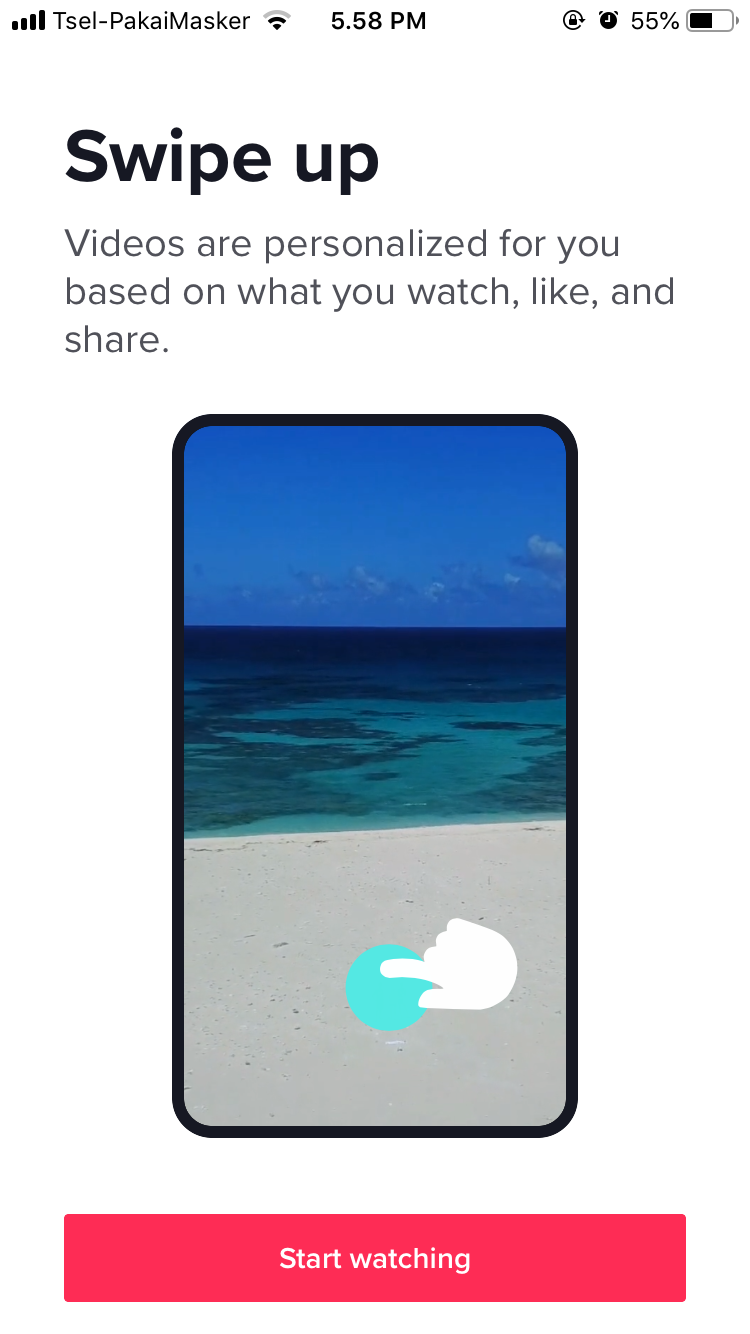 Tsel-PakaiMasker 5.58 PM 55%
Swipe up
Videos are personalized for you
based on what you watch, like, and
share.
Start watching